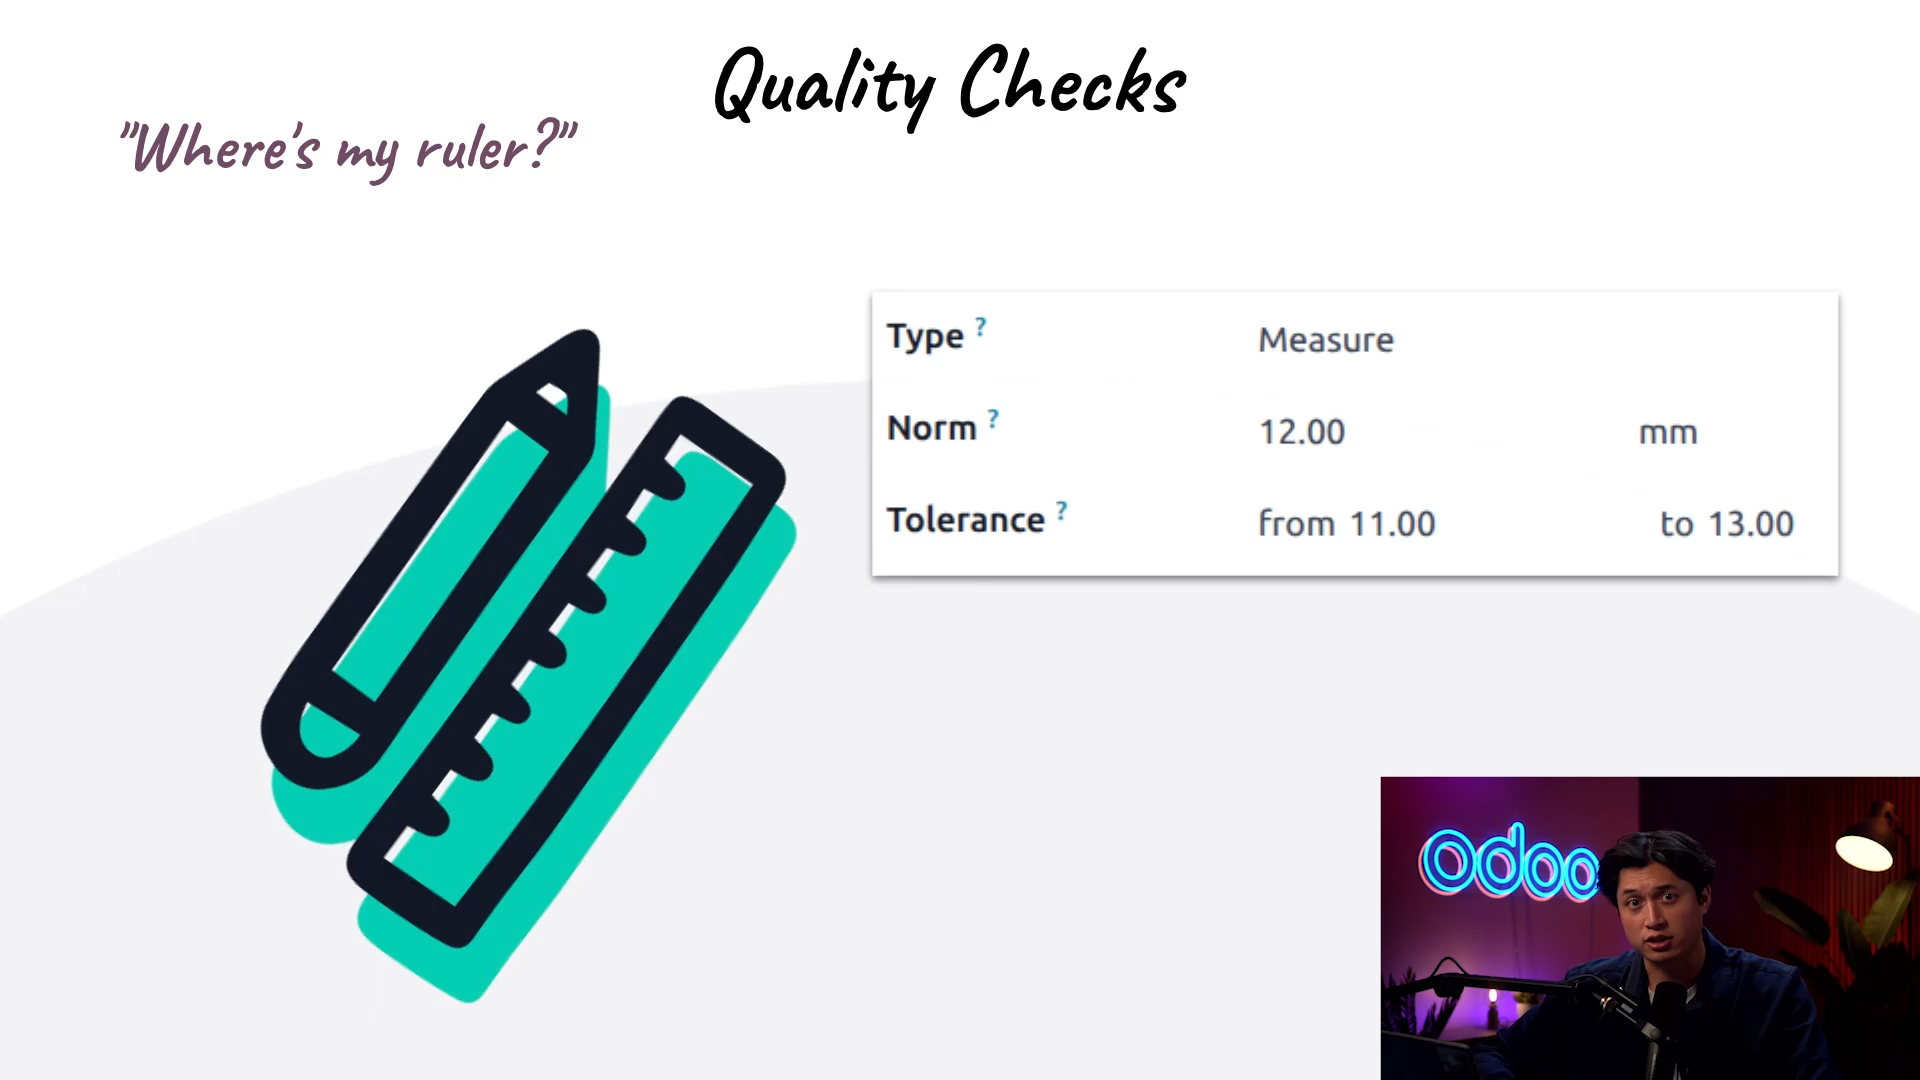 Quality Checks
"Where's my ruler?"
Type ? Measure
Norm ? 12.00 mm
Tolerance ? from 11.00 to 13.00
odoo